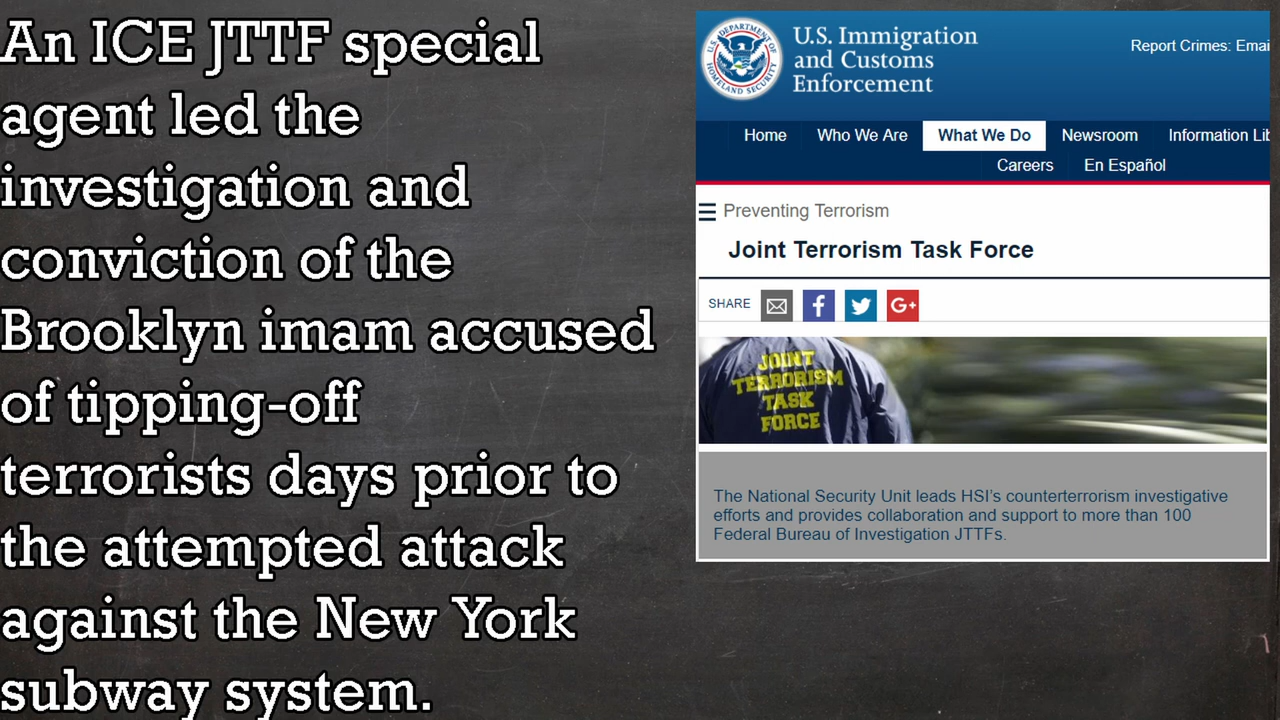 An ICE JTTF special
agent led the
investigation and
conviction of the
Brooklyn imam accused
of tipping-off
terrorists days prior to
the attempted attack
against the New York
subway system.
U.S. DEPARTMENT OF
HOMELAND SECURITY
U.S. Immigration
and Customs
Enforcement
Report Crimes: Emai
Home Who We Are What We Do Newsroom Information Lib
Careers En Español
Preventing Terrorism
Joint Terrorism Task Force
SHARE f G+
JOINT
TERRORISM
TASK
FORCE
The National Security Unit leads HSI's counterterrorism investigative
efforts and provides collaboration and support to more than 100
Federal Bureau of Investigation JTTFs.